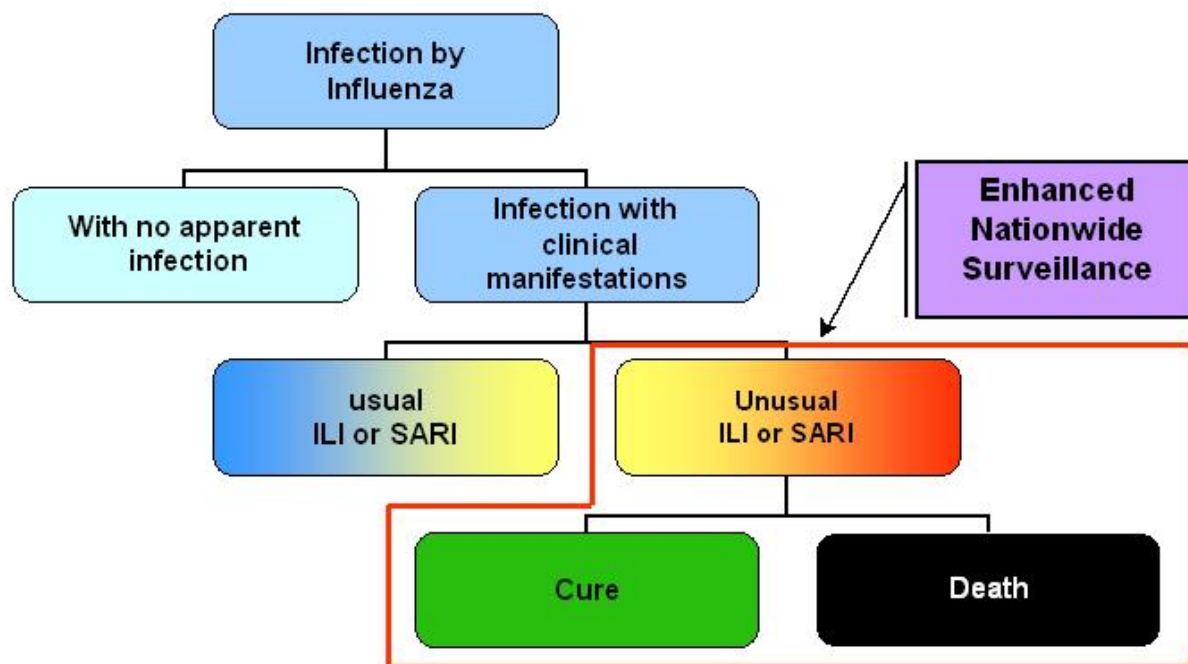 Infection by
Influenza
With no apparent
infection
Infection with
clinical
manifestations
Enhanced
Nationwide
Surveillance
usual
ILI or SARI
Unusual
ILI or SARI
Cure
Death